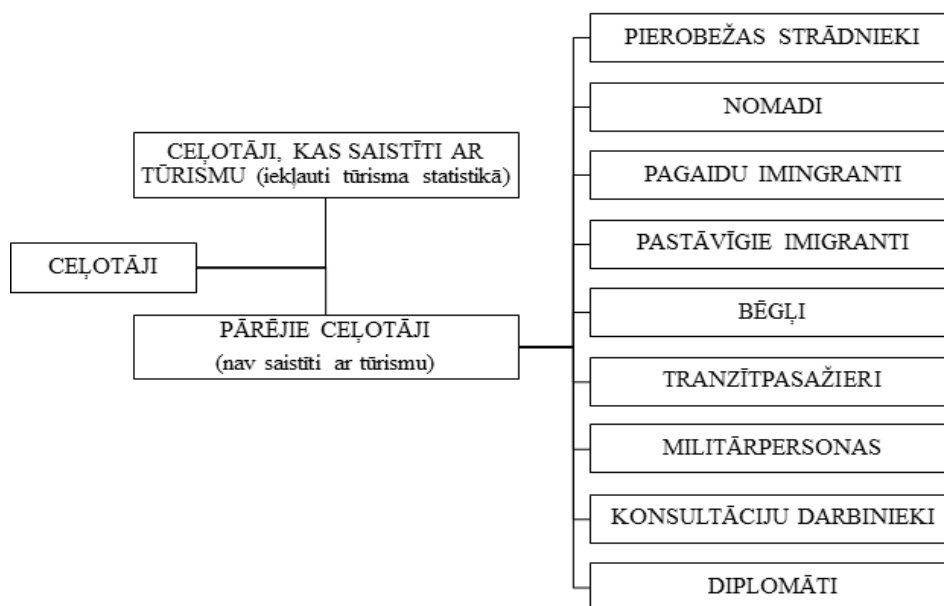 CEĻOTĀJI
CEĻOTĀJI, KAS SAISTĪTI AR
TŪRISMU (iekļauti tūrisma statistikā)
PĀRĒJIE CEĻOTĀJI
(nav saistīti ar tūrismu)
PIEROBEŽAS STRĀDNIEKI
NOMADI
PAGAIDU IMINGRANTI
PASTĀVĪGIE IMIGRANTI
BĒGĻI
TRANZĪTPASAŽIERI
MILITĀRPERSONAS
KONSULTĀCIJU DARBINIEKI
DIPLOMĀTI